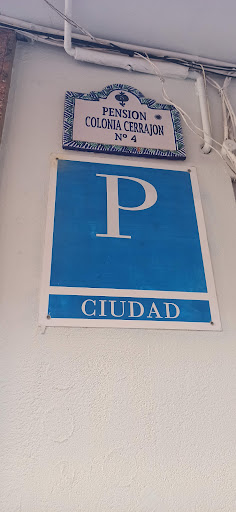 PENSION
COLONIA CERRAJON
Nº 4
P
CIUDAD